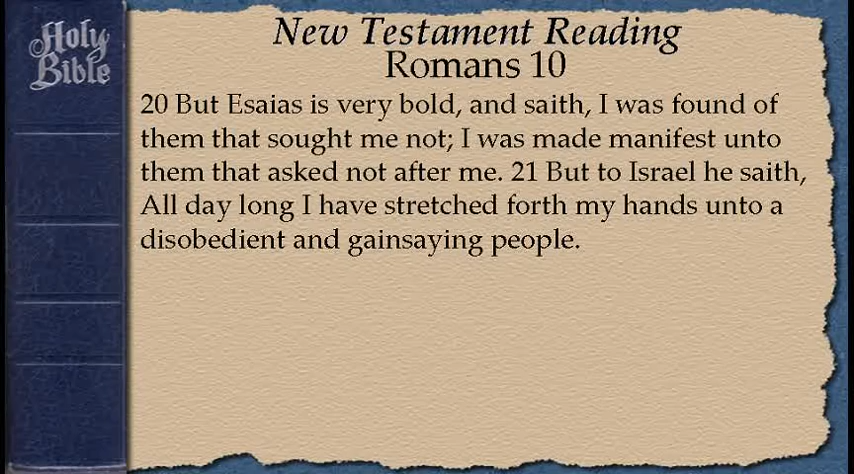 Holy
Bible
New Testament Reading
Romans 10
20 But Esaias is very bold, and saith, I was found of
them that sought me not; I was made manifest unto
them that asked not after me. 21 But to Israel he saith,
All day long I have stretched forth my hands unto a
disobedient and gainsaying people.